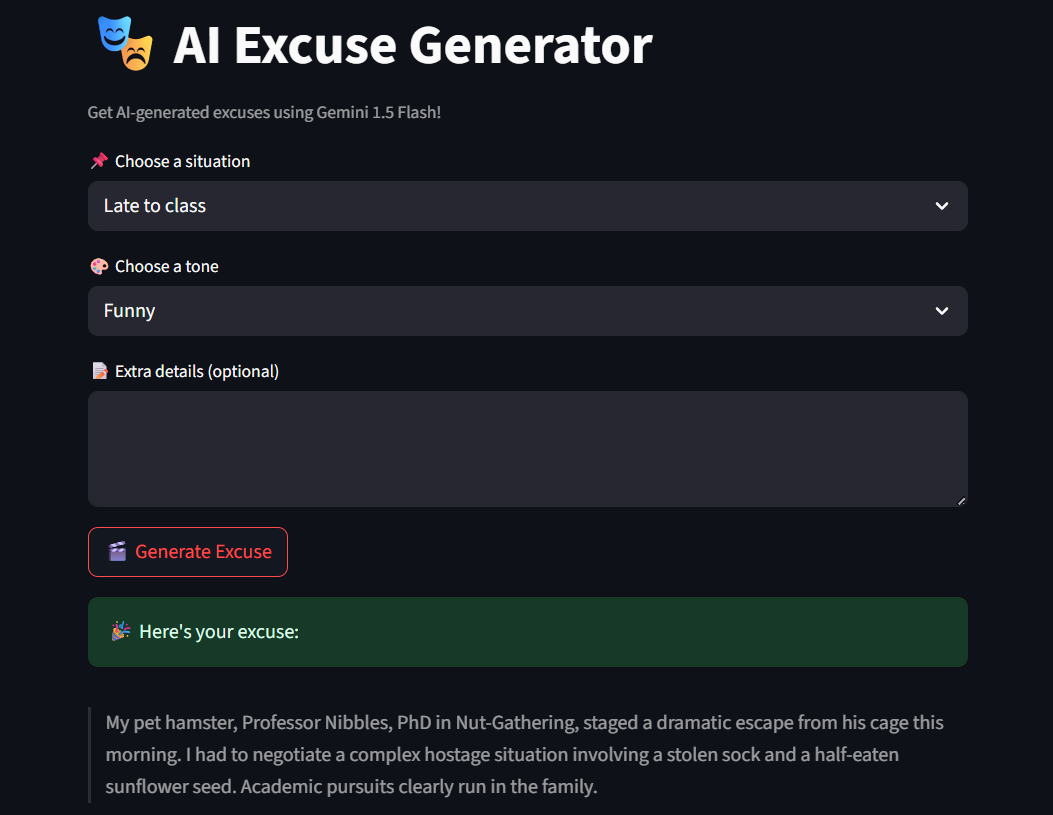 AI Excuse Generator
Get AI-generated excuses using Gemini 1.5 Flash!
Choose a situation
Late to class
Choose a tone
Funny
Extra details (optional)
Generate Excuse
Here's your excuse:
My pet hamster, Professor Nibbles, PhD in Nut-Gathering, staged a dramatic escape from his cage this
morning. I had to negotiate a complex hostage situation involving a stolen sock and a half-eaten
sunflower seed. Academic pursuits clearly run in the family.